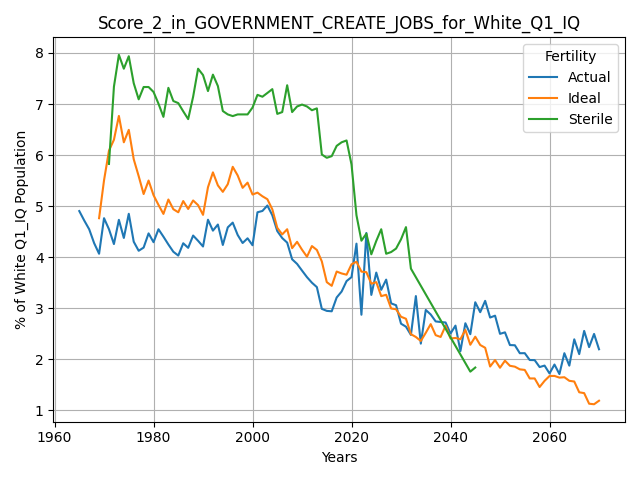 Score_2_in_GOVERNMENT_CREATE_JOBS_for_White_Q1_IQ
Fertility
Actual
Ideal
Sterile
% of White Q1_IQ Population
8
7
6
5
4
3
2
1
1960
1980
2000
2020
2040
2060
Years